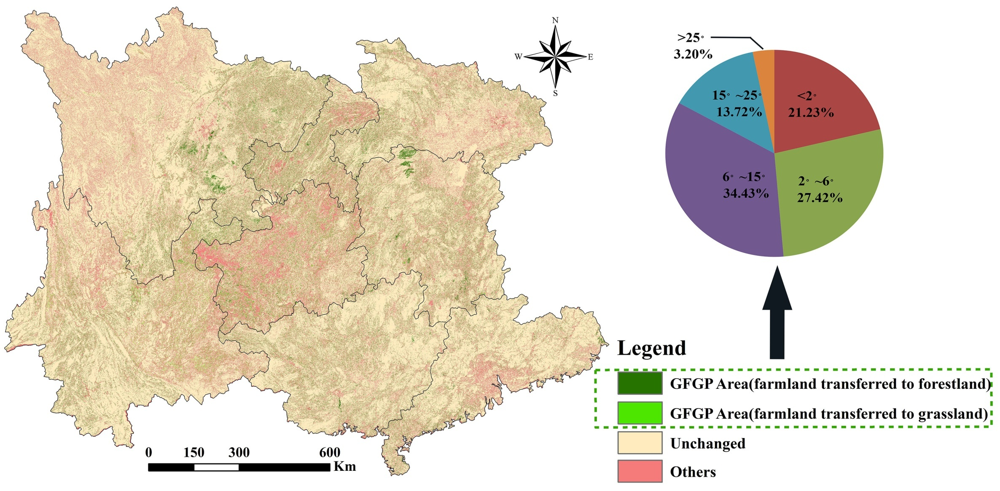 N
W
E
S
>25°
3.20%
15° ~25°
13.72%
<2°
21.23%
6° ~15°
34.43%
2° ~6°
27.42%
Legend
GFGP Area(farmland transferred to forestland)
GFGP Area(farmland transferred to grassland)
Unchanged
Others
0 150 300 600
Km